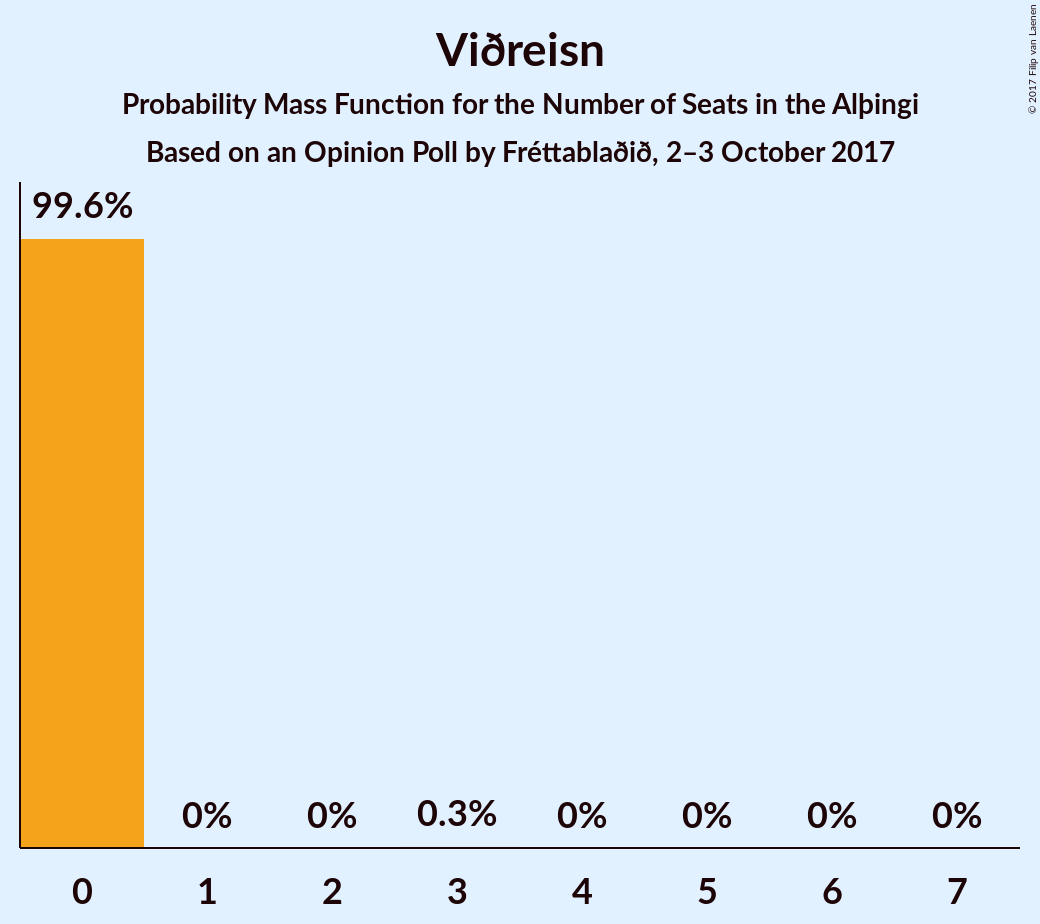 Viðreisn
Probability Mass Function for the Number of Seats in the Alþingi
Based on an Opinion Poll by Fréttablaðið, 2–3 October 2017
99.6%
0% 0% 0.3% 0% 0% 0% 0%
0 1 2 3 4 5 6 7
© 2017 Filip van Laenen